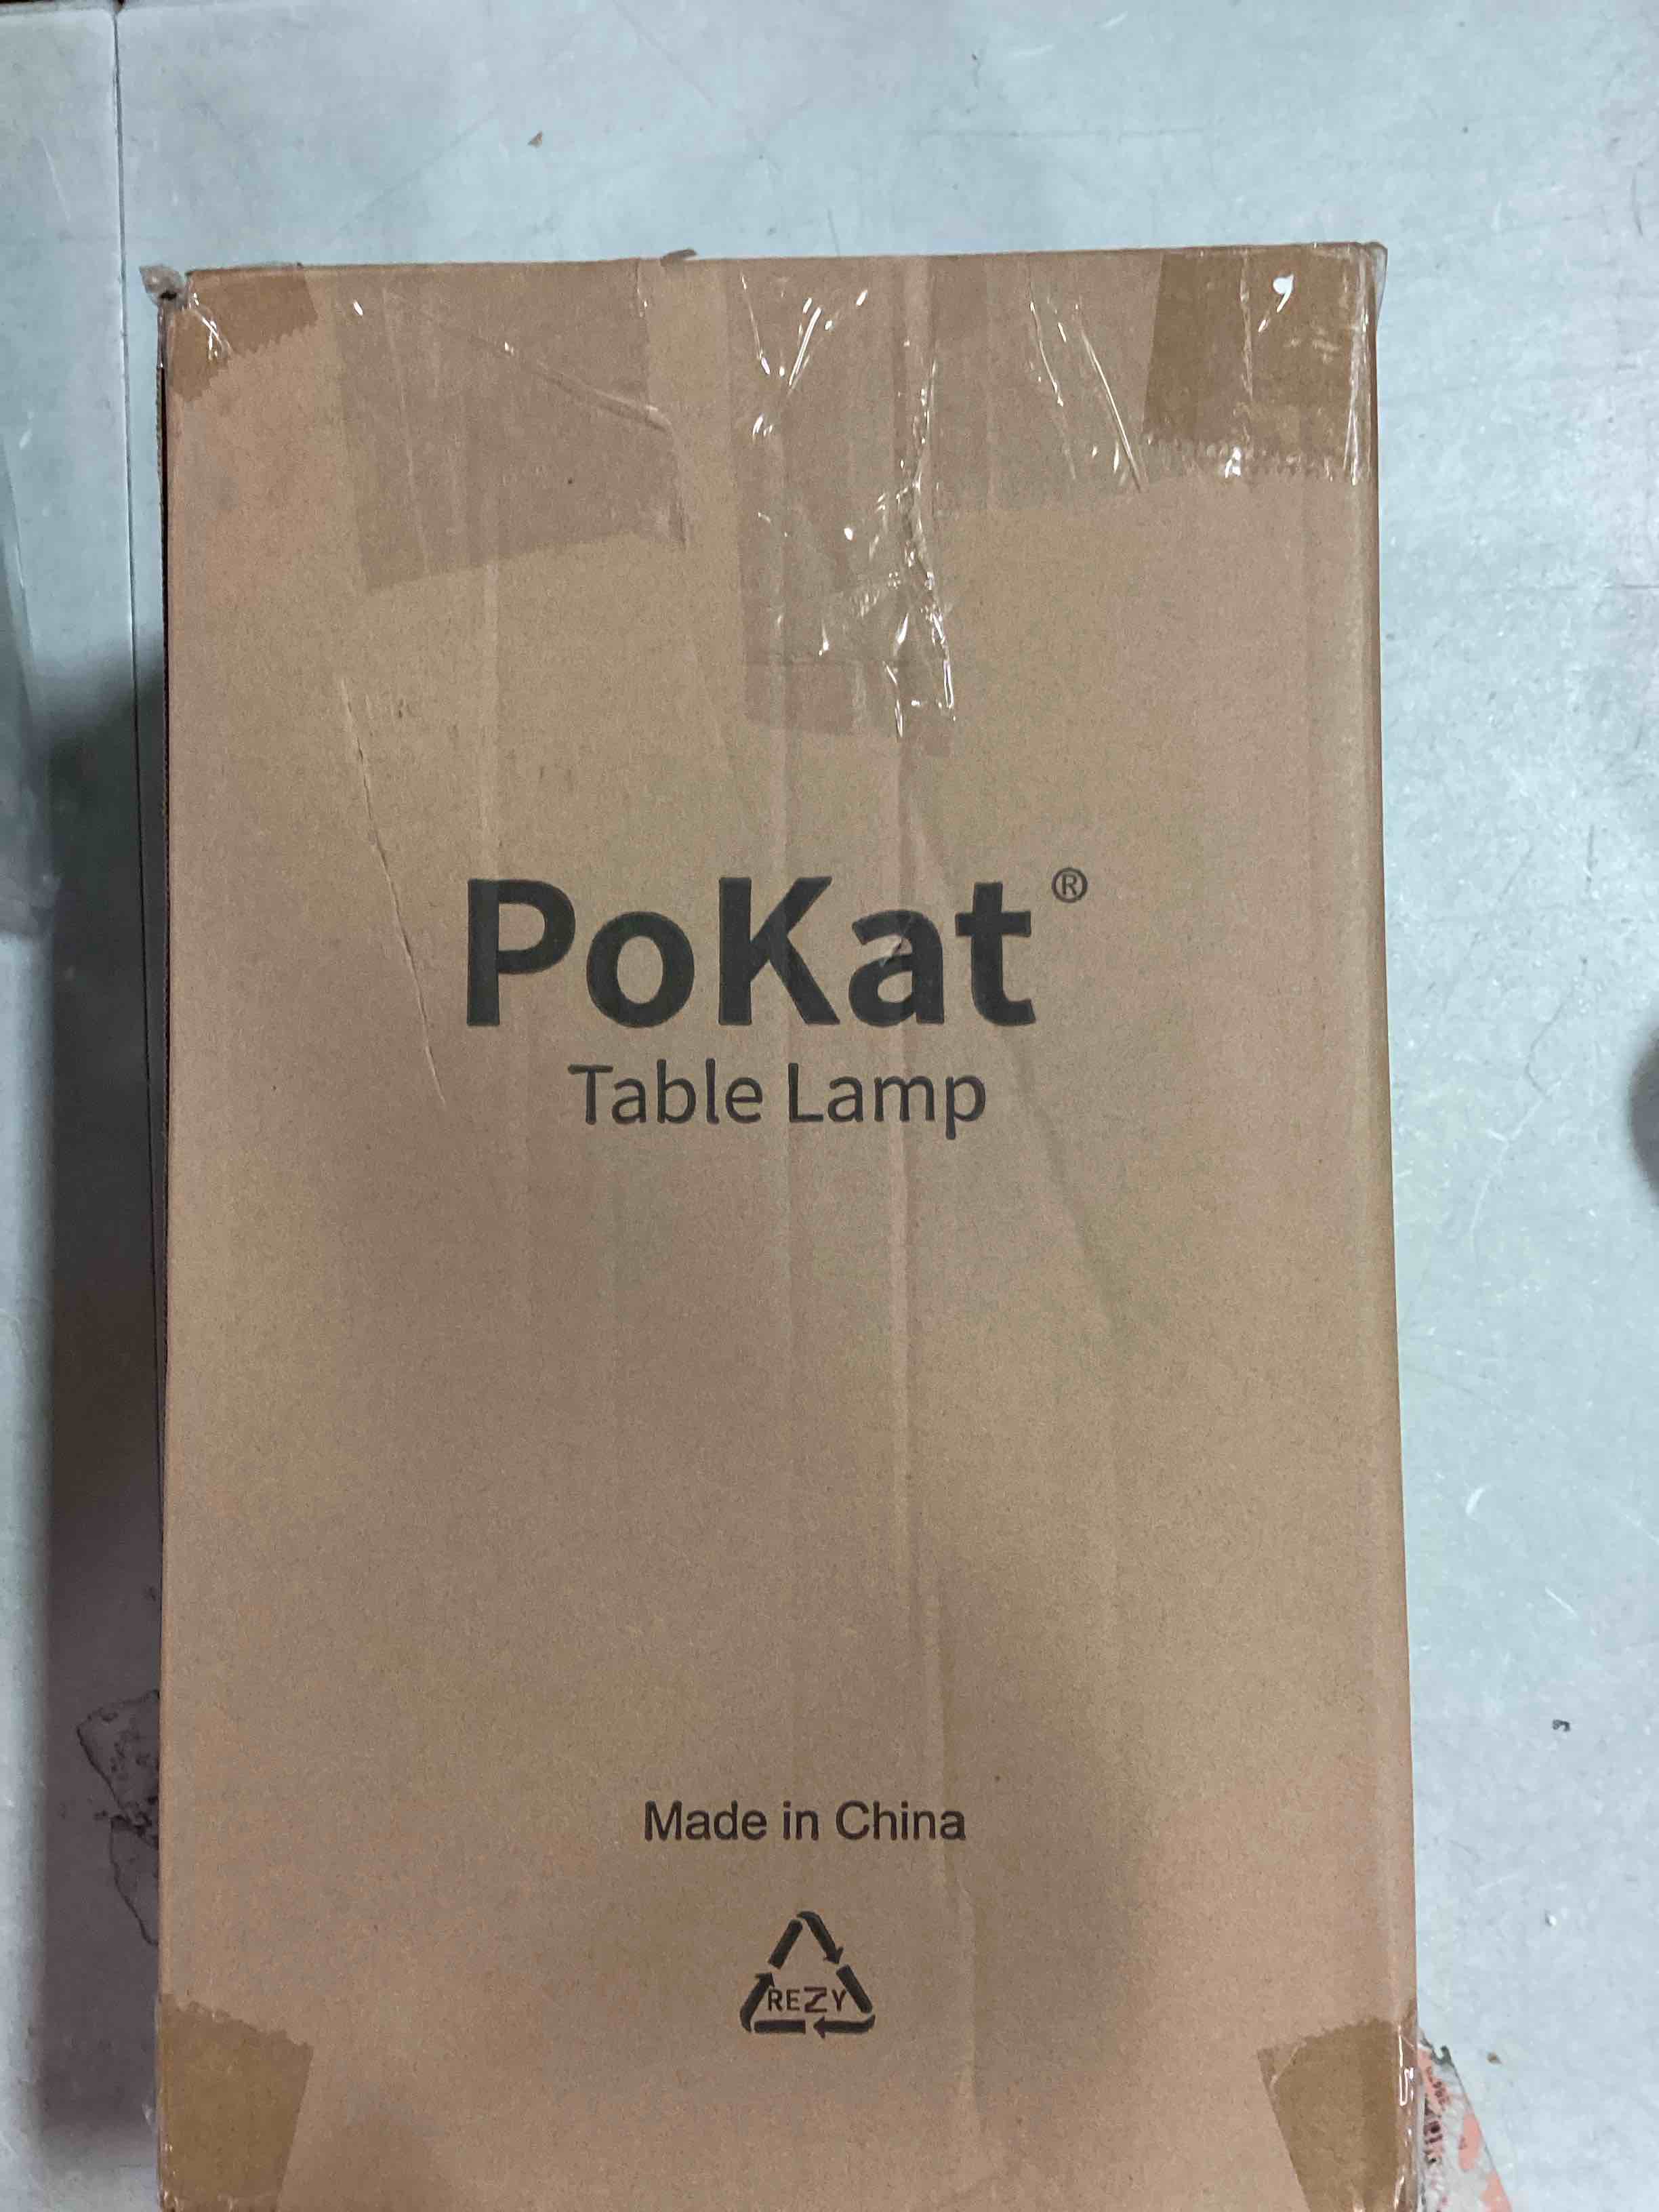 PoKat®
Table Lamp
Made in China
REZY